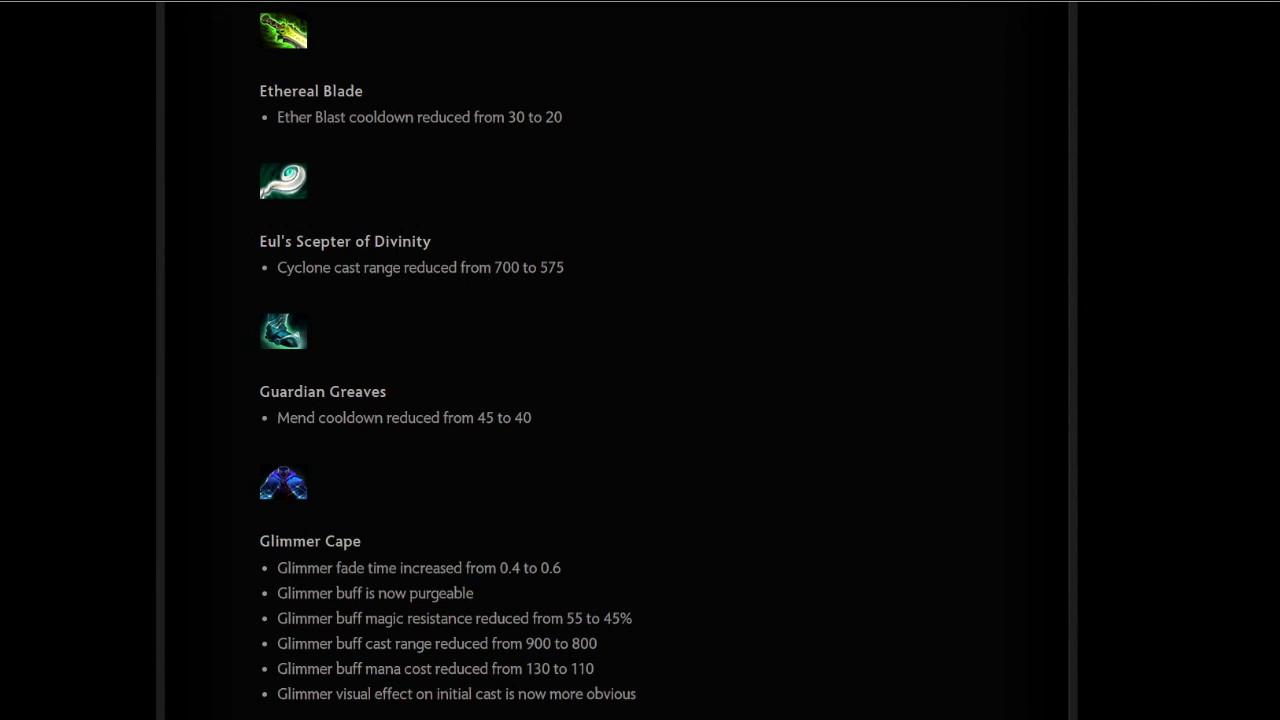 Ethereal Blade
• Ether Blast cooldown reduced from 30 to 20
Eul's Scepter of Divinity
• Cyclone cast range reduced from 700 to 575
Guardian Greaves
• Mend cooldown reduced from 45 to 40
Glimmer Cape
• Glimmer fade time increased from 0.4 to 0.6
• Glimmer buff is now purgeable
• Glimmer buff magic resistance reduced from 55 to 45%
• Glimmer buff cast range reduced from 900 to 800
• Glimmer buff mana cost reduced from 130 to 110
• Glimmer visual effect on initial cast is now more obvious